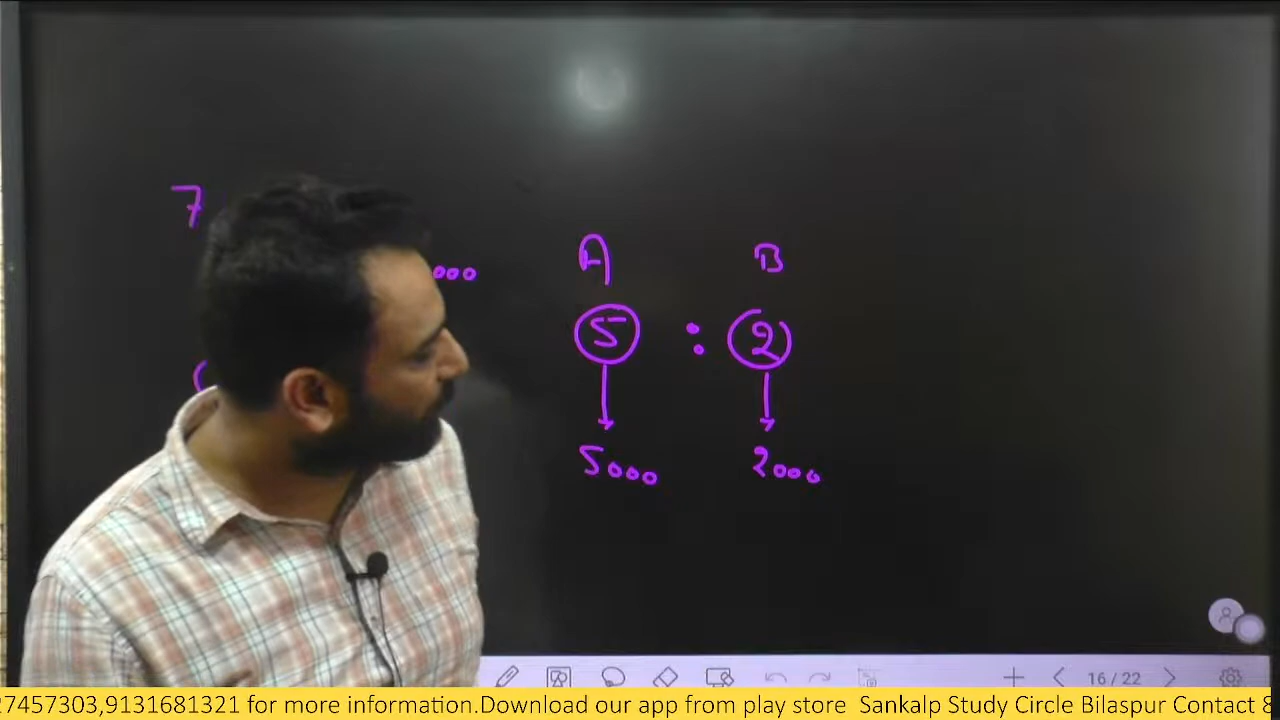 7
000
A B
5 : 2
5000 2000
16 / 22
27457303,9131681321 for more information.Download our app from play store Sankalp Study Circle Bilaspur Contact 8